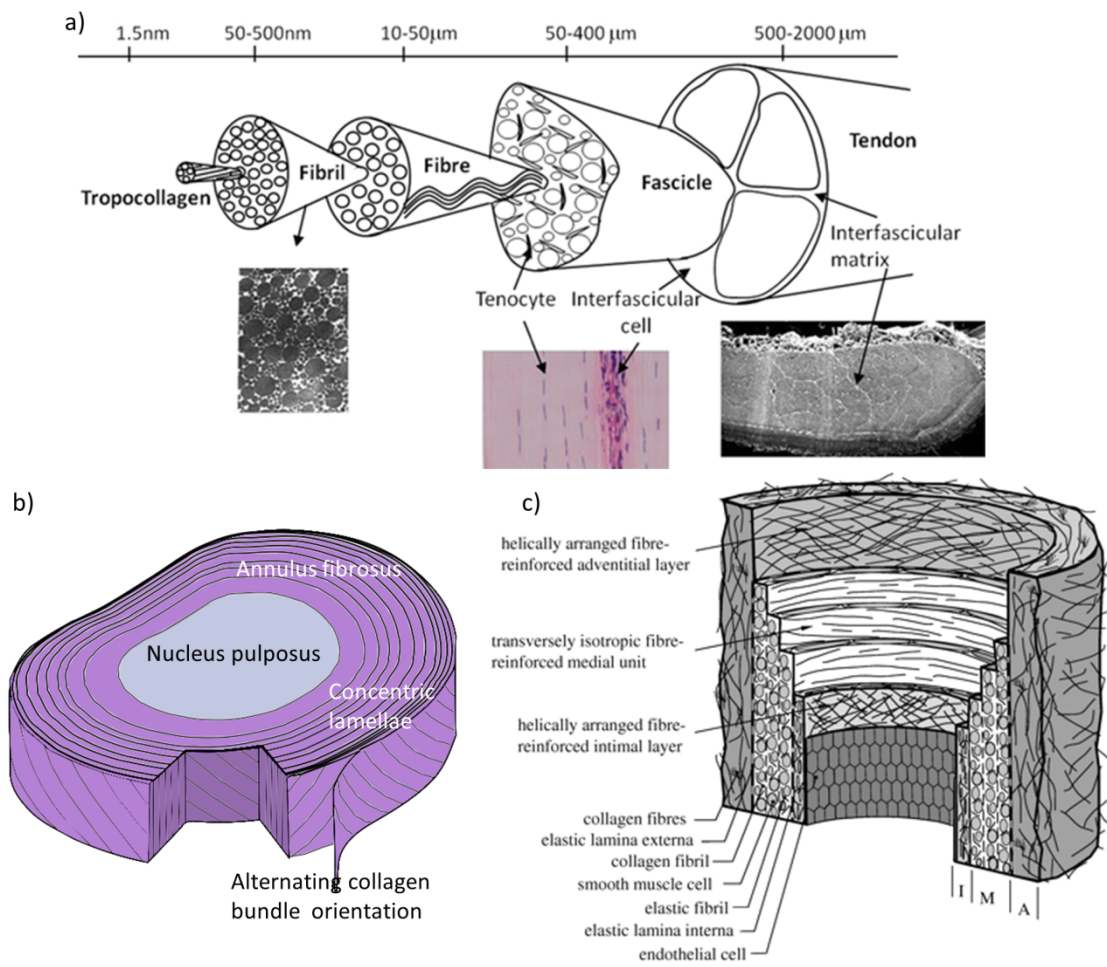 a)
1.5nm 50-500nm 10-50μm 50-400 μm 500-2000 μm
Tropocollagen
Fibril
Fibre
Fascicle
Tendon
Interfascicular
matrix
Tenocyte
Interfascicular
cell
b)
Annulus fibrosus
Nucleus pulposus
Concentric
lamellae
Alternating collagen
bundle orientation
c)
helically arranged fibre-
reinforced adventitial layer
transversely isotropic fibre-
reinforced medial unit
helically arranged fibre-
reinforced intimal layer
collagen fibres
elastic lamina externa
collagen fibril
smooth muscle cell
elastic fibril
elastic lamina interna
endothelial cell
I M A